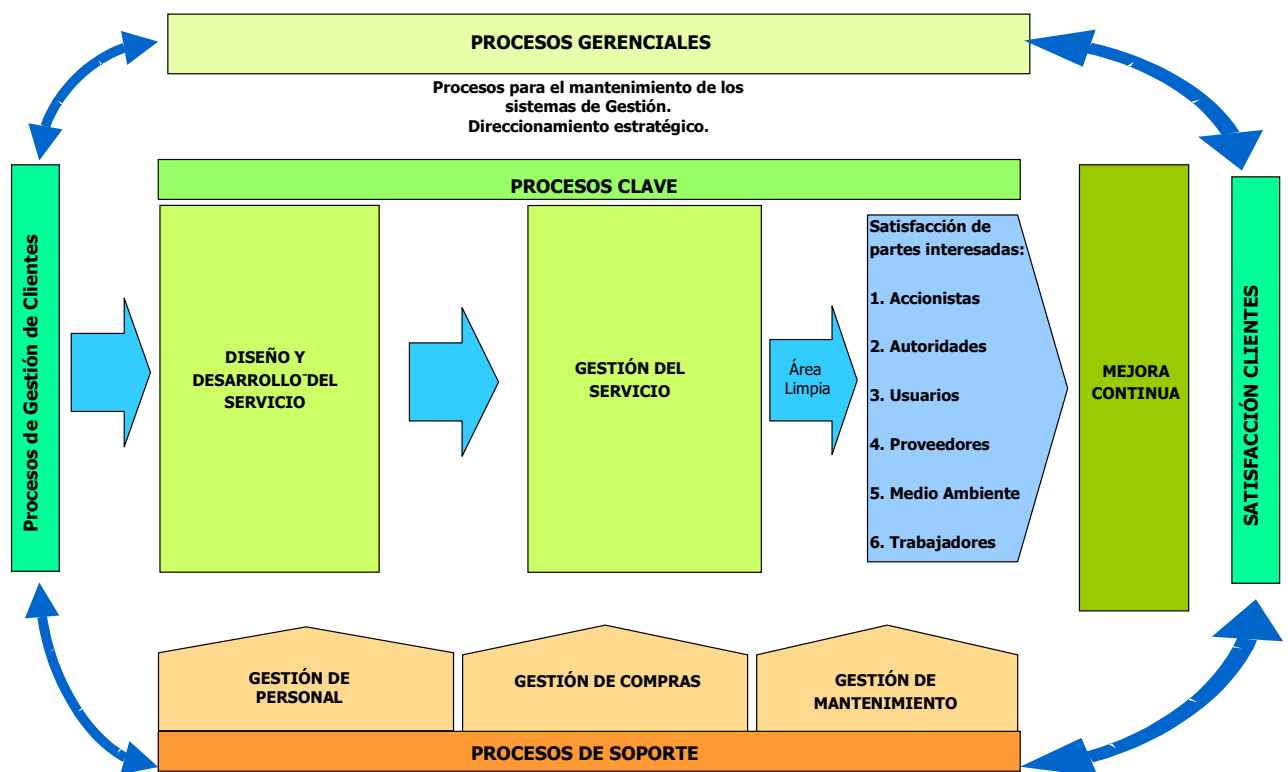 PROCESOS GERENCIALES
Procesos para el mantenimiento de los
sistemas de Gestión.
Direccionamiento estratégico.
Procesos de Gestión de Clientes
PROCESOS CLAVE
DISEÑO Y
DESARROLLO DEL
SERVICIO
GESTIÓN DEL
SERVICIO
Área
Limpia
Satisfacción de
partes interesadas:
1. Accionistas
2. Autoridades
3. Usuarios
4. Proveedores
5. Medio Ambiente
6. Trabajadores
MEJORA
CONTINUA
SATISFACCIÓN CLIENTES
GESTIÓN DE
PERSONAL
GESTIÓN DE COMPRAS
GESTIÓN DE
MANTENIMIENTO
PROCESOS DE SOPORTE